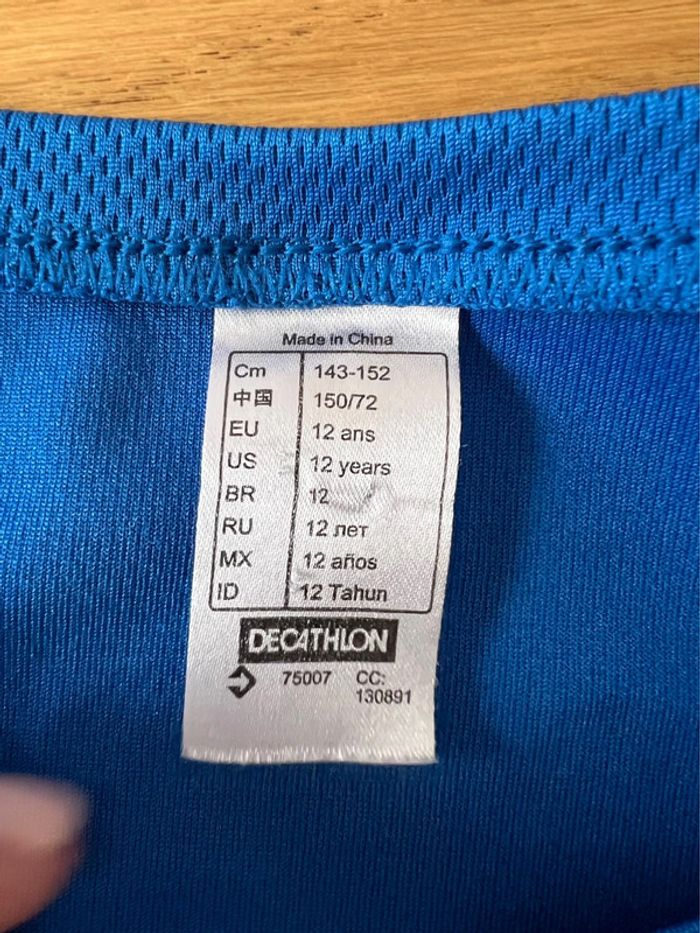 Made in China
Cm 143-152
中国 150/72
EU 12 ans
US 12 years
BR 12
RU 12 лет
MX 12 años
ID 12 Tahun
DECATHLON
75007 CC:
130891